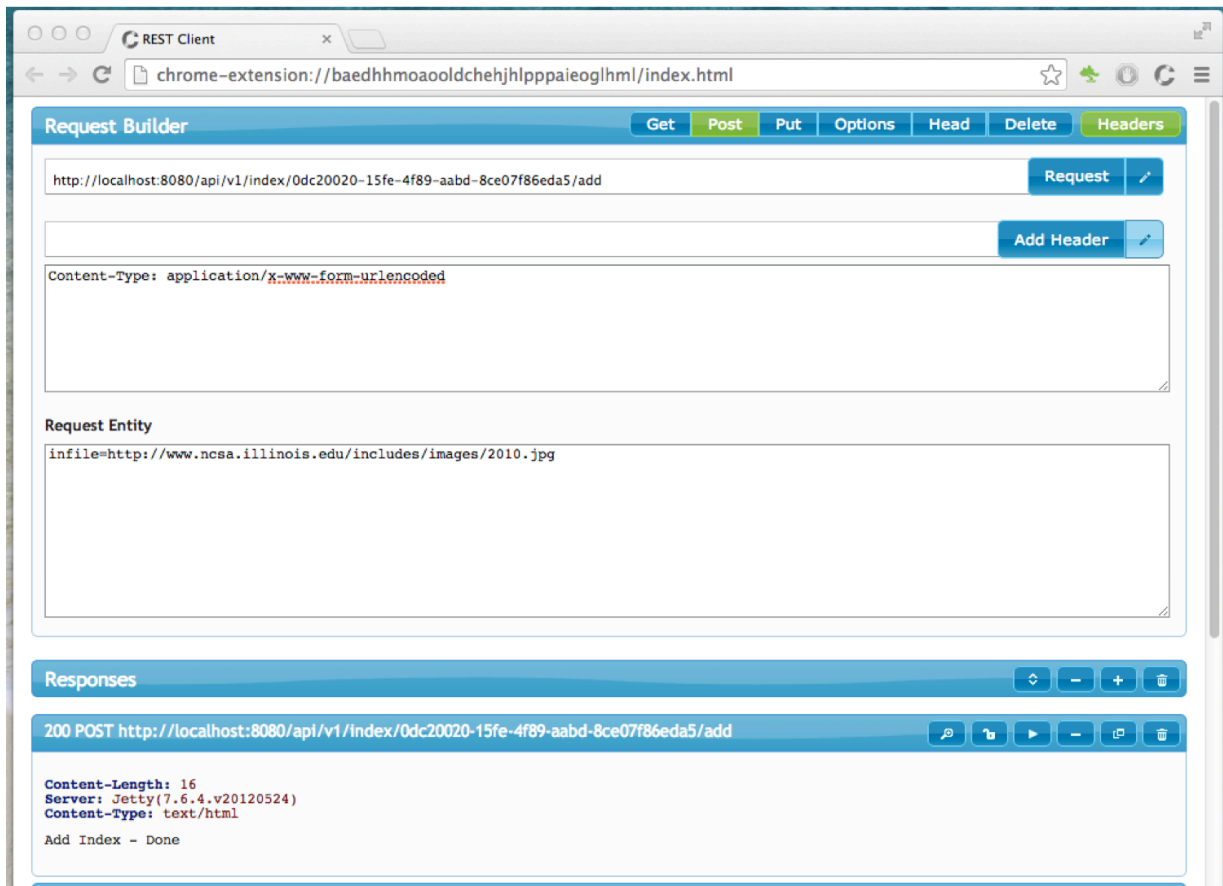 REST Client
chrome-extension://baedhhmoaooldchehjhlpppaieoglhml/index.html
Request Builder Get Post Put Options Head Delete Headers
http://localhost:8080/api/v1/index/0dc20020-15fe-4f89-aabd-8ce07f86eda5/add Request
Add Header
Content-Type: application/x-www-form-urlencoded
Request Entity
infile=http://www.ncsa.illinois.edu/includes/images/2010.jpg
Responses
200 POST http://localhost:8080/api/v1/index/0dc20020-15fe-4f89-aabd-8ce07f86eda5/add
Content-Length: 16
Server: Jetty(7.6.4.v20120524)
Content-Type: text/html
Add Index - Done